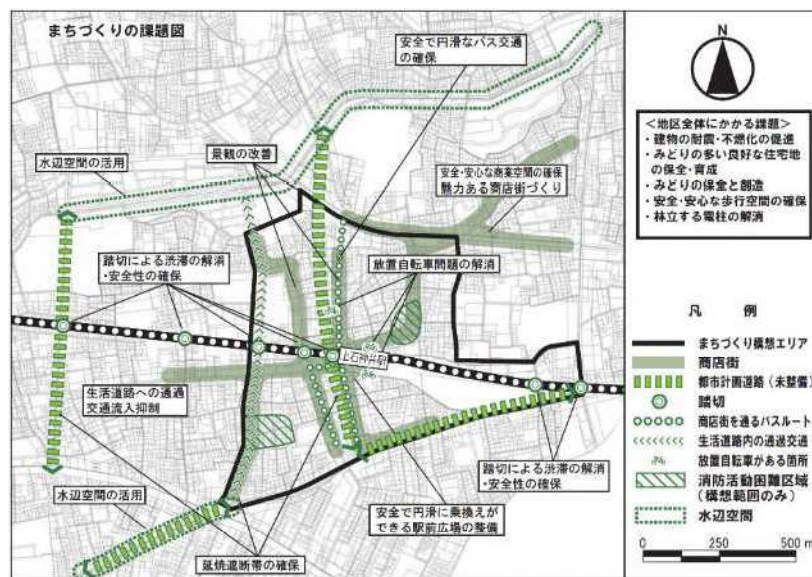 まちづくりの課題図
安全で円滑なバス交通
の確保
景観の改善
水辺空間の活用
安全・安心な商業空間の確保
魅力ある商店街づくり
踏切による渋滞の解消
・安全性の確保
放置自転車問題の解消
上石神井駅
生活道路への通過
交通流入抑制
踏切による渋滞の解消
・安全性の確保
水辺空間の活用
安全で円滑に乗換えが
できる駅前広場の整備
延焼遮断帯の確保
N
<地区全体にかかる課題>
・建物の耐震・不燃化の促進
・みどりの多い良好な住宅地
の保全・育成
・みどりの保全と創造
・安全・安心な歩行空間の確保
・林立する電柱の解消
凡 例
まちづくり構想エリア
商店街
都市計画道路（未整備）
踏切
商店街を通るバスルート
生活道路内の通過交通
放置自転車がある箇所
消防活動困難区域
（構想範囲のみ）
水辺空間
0 250 500 m